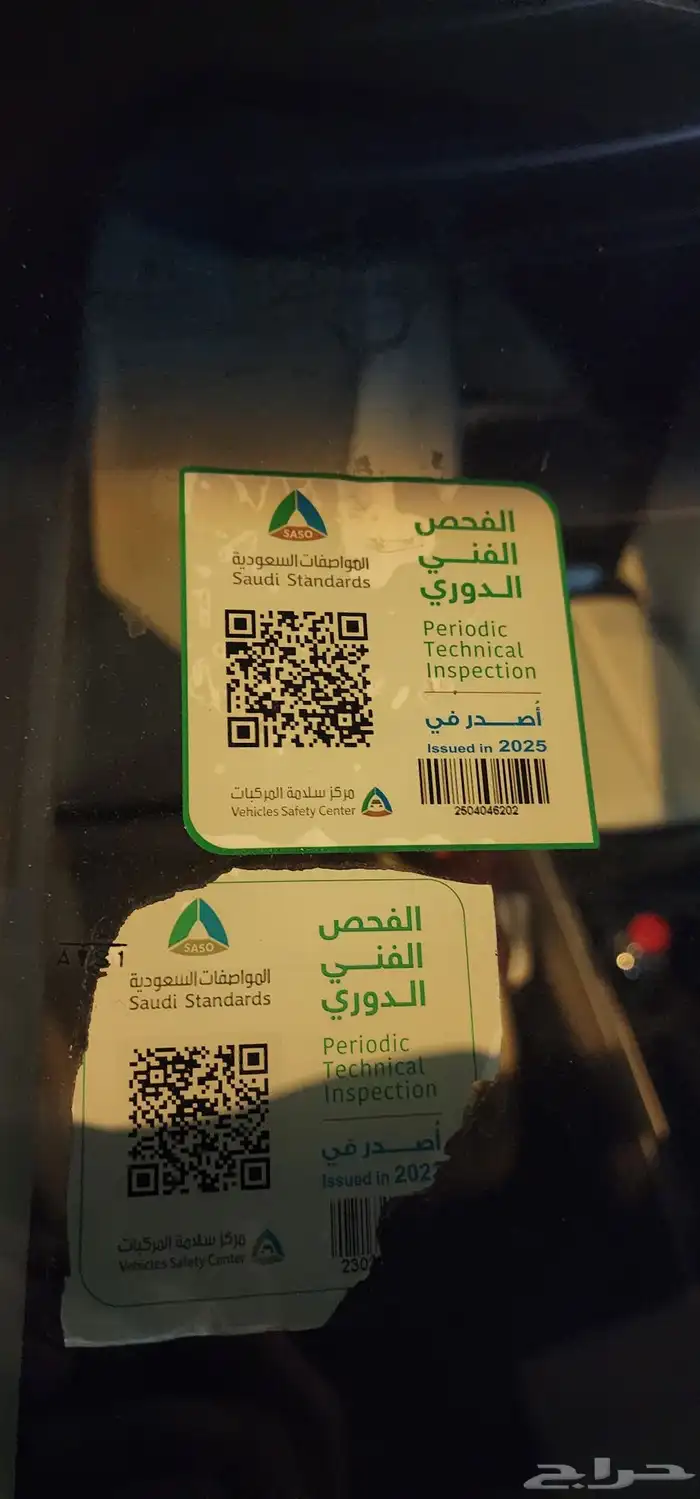 SASO
المواصفات السعودية
Saudi Standards
الفحص
الفني
الدوري
Periodic
Technical
Inspection
أصدر في
Issued in 2025
2504046202
مركز سلامة المركبات
Vehicles Safety Center
SASO
المواصفات السعودية
Saudi Standards
الفحص
الفني
الدوري
Periodic
Technical
Inspection
أصدر في
Issued in
مركز سلامة المركبات
Vehicles Safety Center
حراج